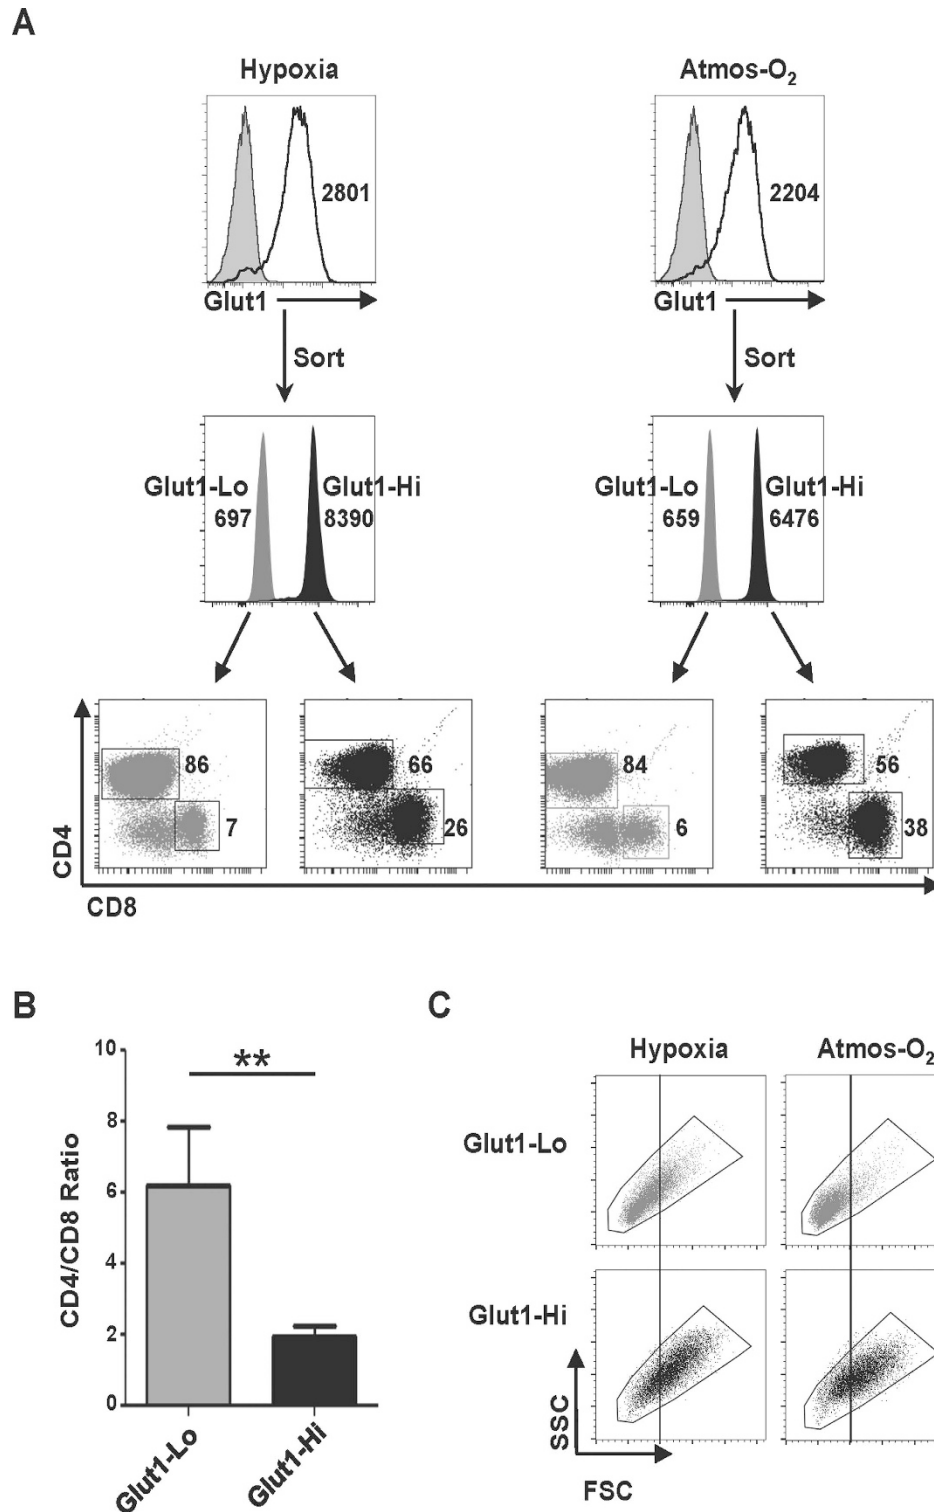 A
Hypoxia
Atmos-O₂
2801
2204
Glut1
Glut1
Sort
Sort
Glut1-Lo
Glut1-Hi
697
8390
Glut1-Lo
Glut1-Hi
659
6476
CD4
86
7
66
26
84
6
56
38
CD8
B
CD4/CD8 Ratio
10
8
6
4
2
0
**
Glut1-Lo
Glut1-Hi
C
Hypoxia
Atmos-O₂
Glut1-Lo
Glut1-Hi
SSC
FSC